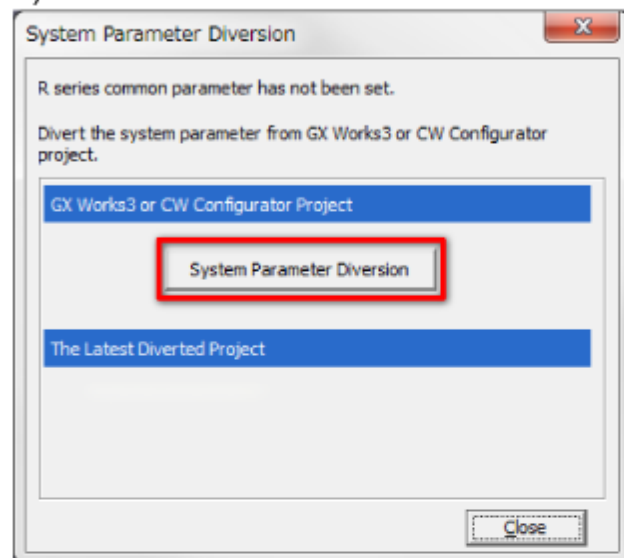 System Parameter Diversion
R series common parameter has not been set.
Divert the system parameter from GX Works3 or CW Configurator
project.
GX Works3 or CW Configurator Project
System Parameter Diversion
The Latest Diverted Project
Close